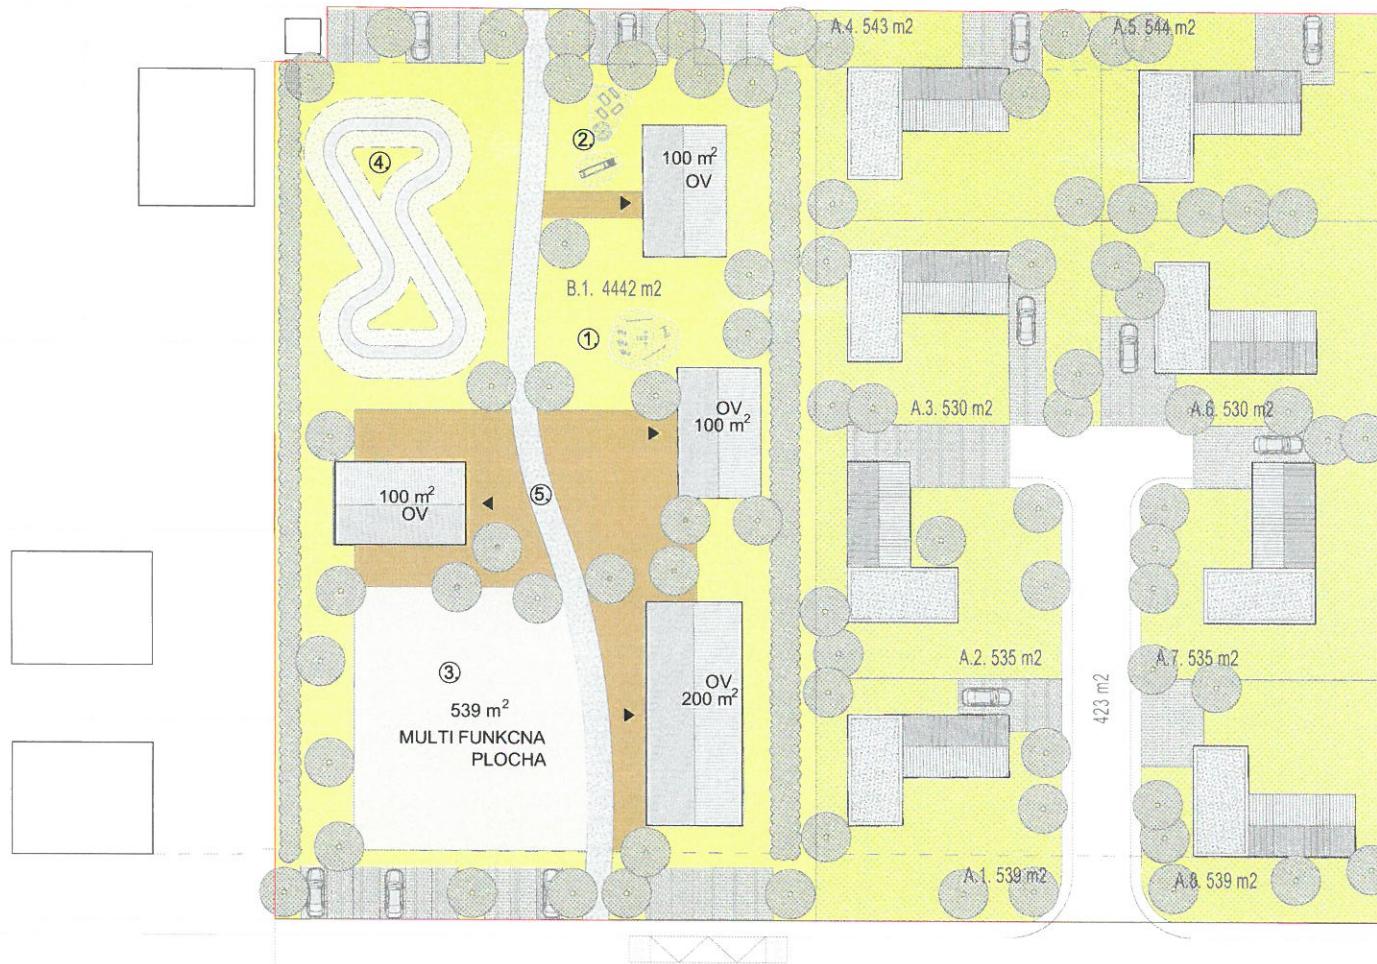 A.4. 543 m2
A.5. 544 m2
②.
100 m²
OV
④.
B.1. 4442 m2
①.
A.3. 530 m2
A.6. 530 m2
OV
100 m²
100 m²
OV
⑤.
③.
539 m²
MULTI FUNKCNA
PLOCHA
OV
200 m²
A.2. 535 m2
A.7. 535 m2
423 m2
A.1. 539 m2
A.8. 539 m2